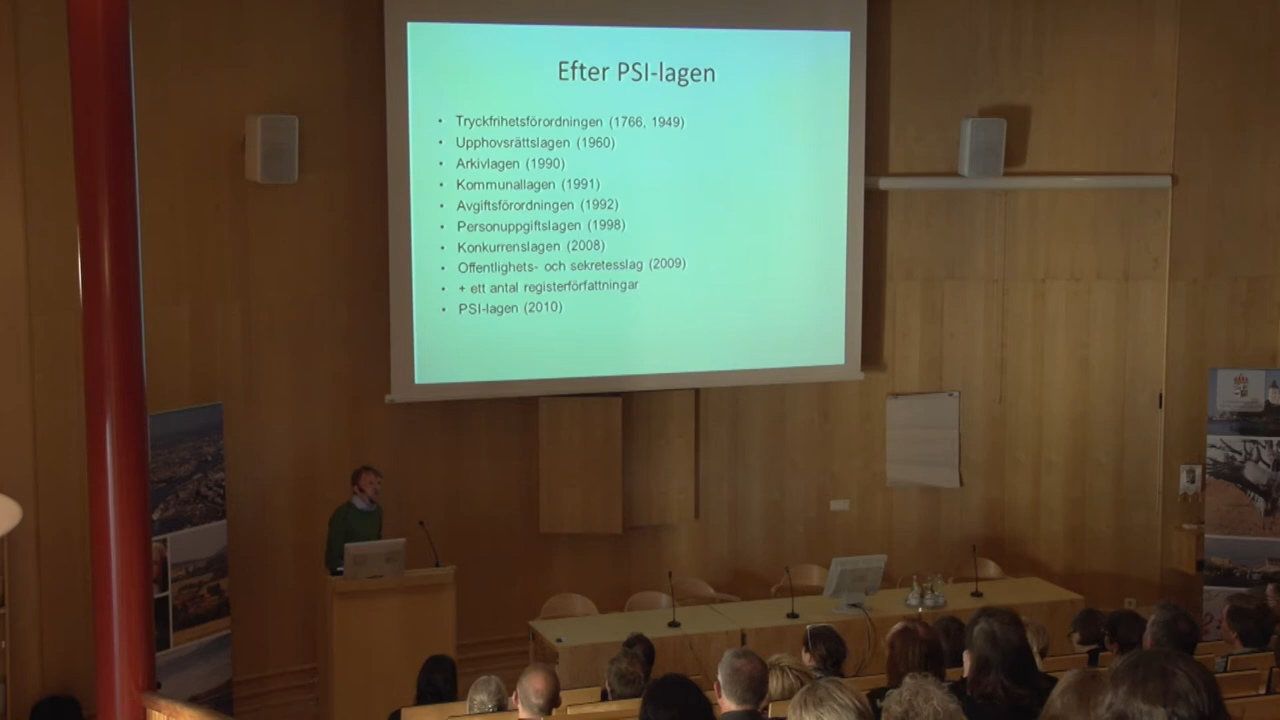 Efter PSI-lagen
• Tryckfrihetsförordningen (1766, 1949)
• Upphovsrättslagen (1960)
• Arkivlagen (1990)
• Kommunallagen (1991)
• Avgiftsförordningen (1992)
• Personuppgiftslagen (1998)
• Konkurrenslagen (2008)
• Offentlighets- och sekretesslag (2009)
• + ett antal registerförfattningar
• PSI-lagen (2010)